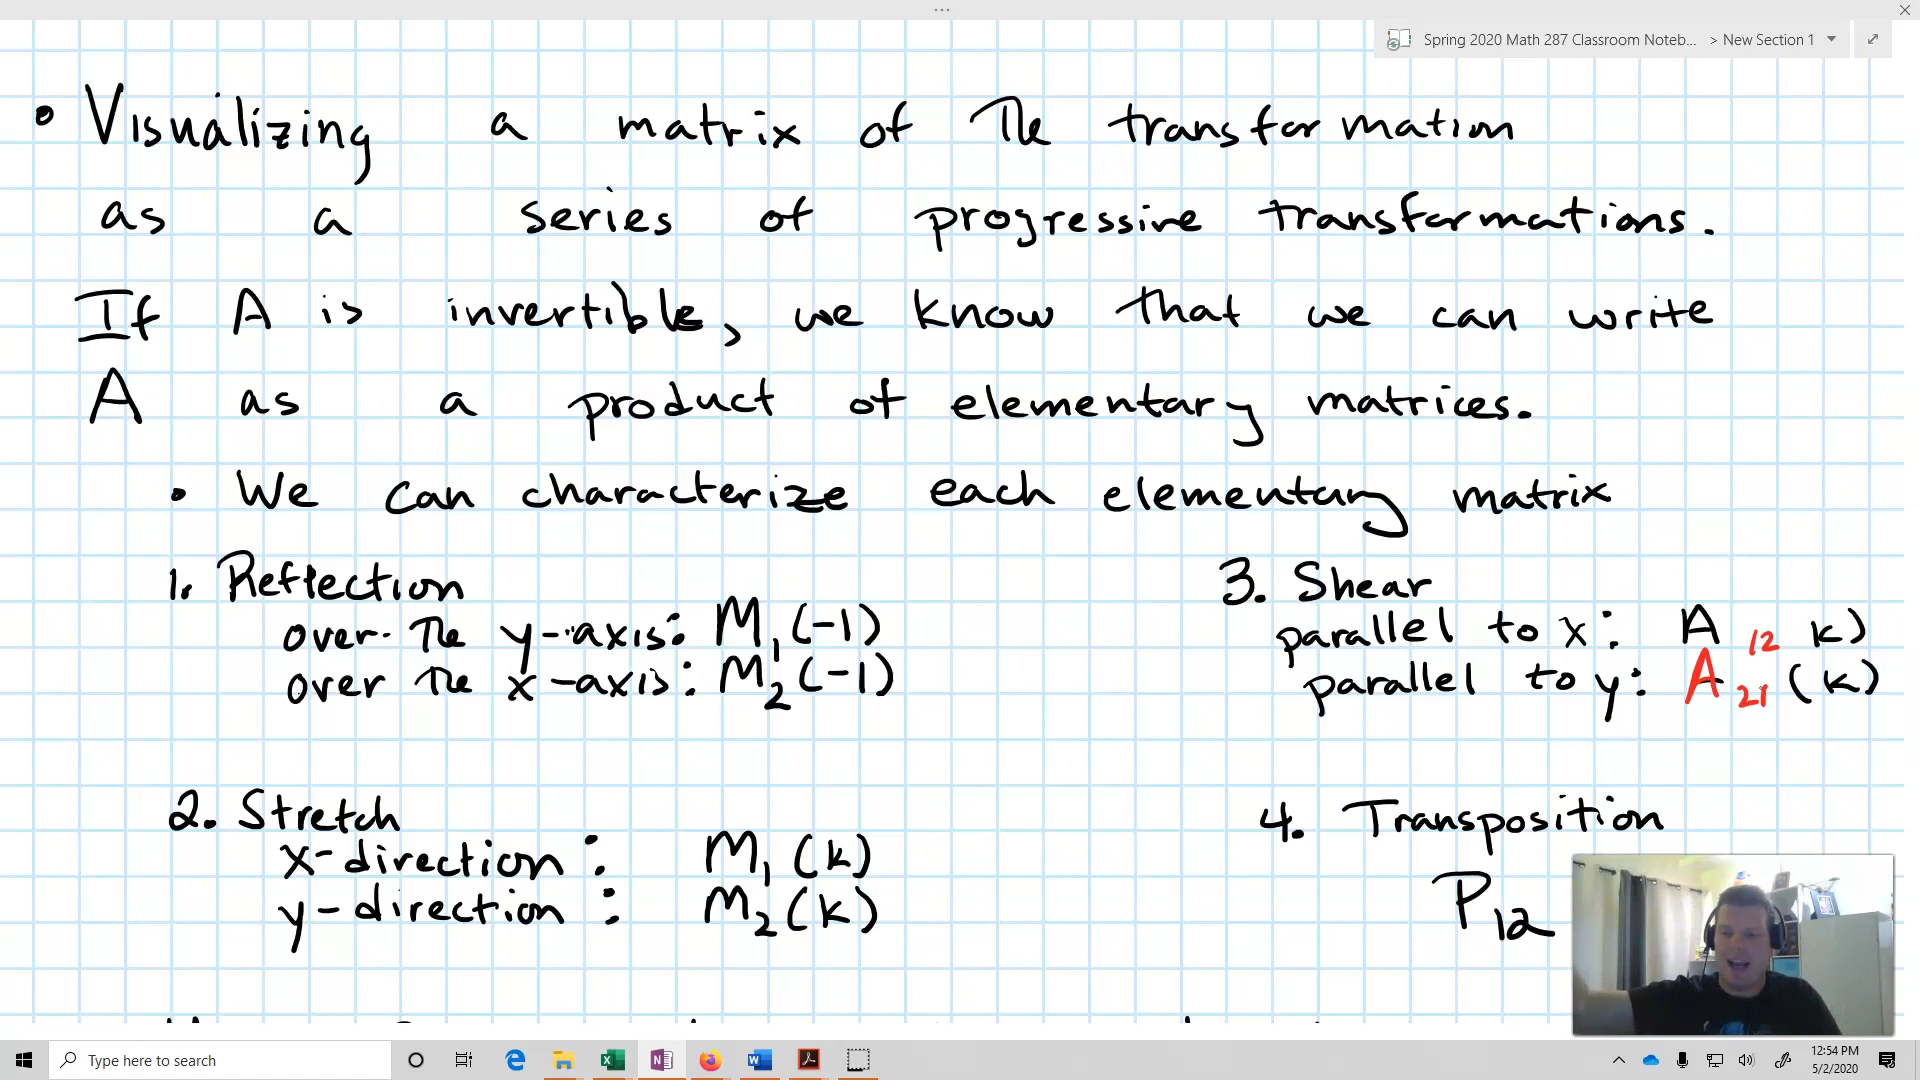 Spring 2020 Math 287 Classroom Noteb... > New Section 1
• Visualizing a matrix of the transformation
as a series of progressive transformations.
If A is invertible, we know that we can write
A as a product of elementary matrices.
• We can characterize each elementary matrix
1. Reflection
over the y-axis: M₁(-1)
over the x-axis: M₂(-1)
2. Stretch
x-direction: M₁(k)
y-direction: M₂(k)
3. Shear
parallel to x: A₁₂ k)
parallel to y: A₂₁(k)
4. Transposition
P₁₂
Type here to search
12:54 PM
5/2/2020